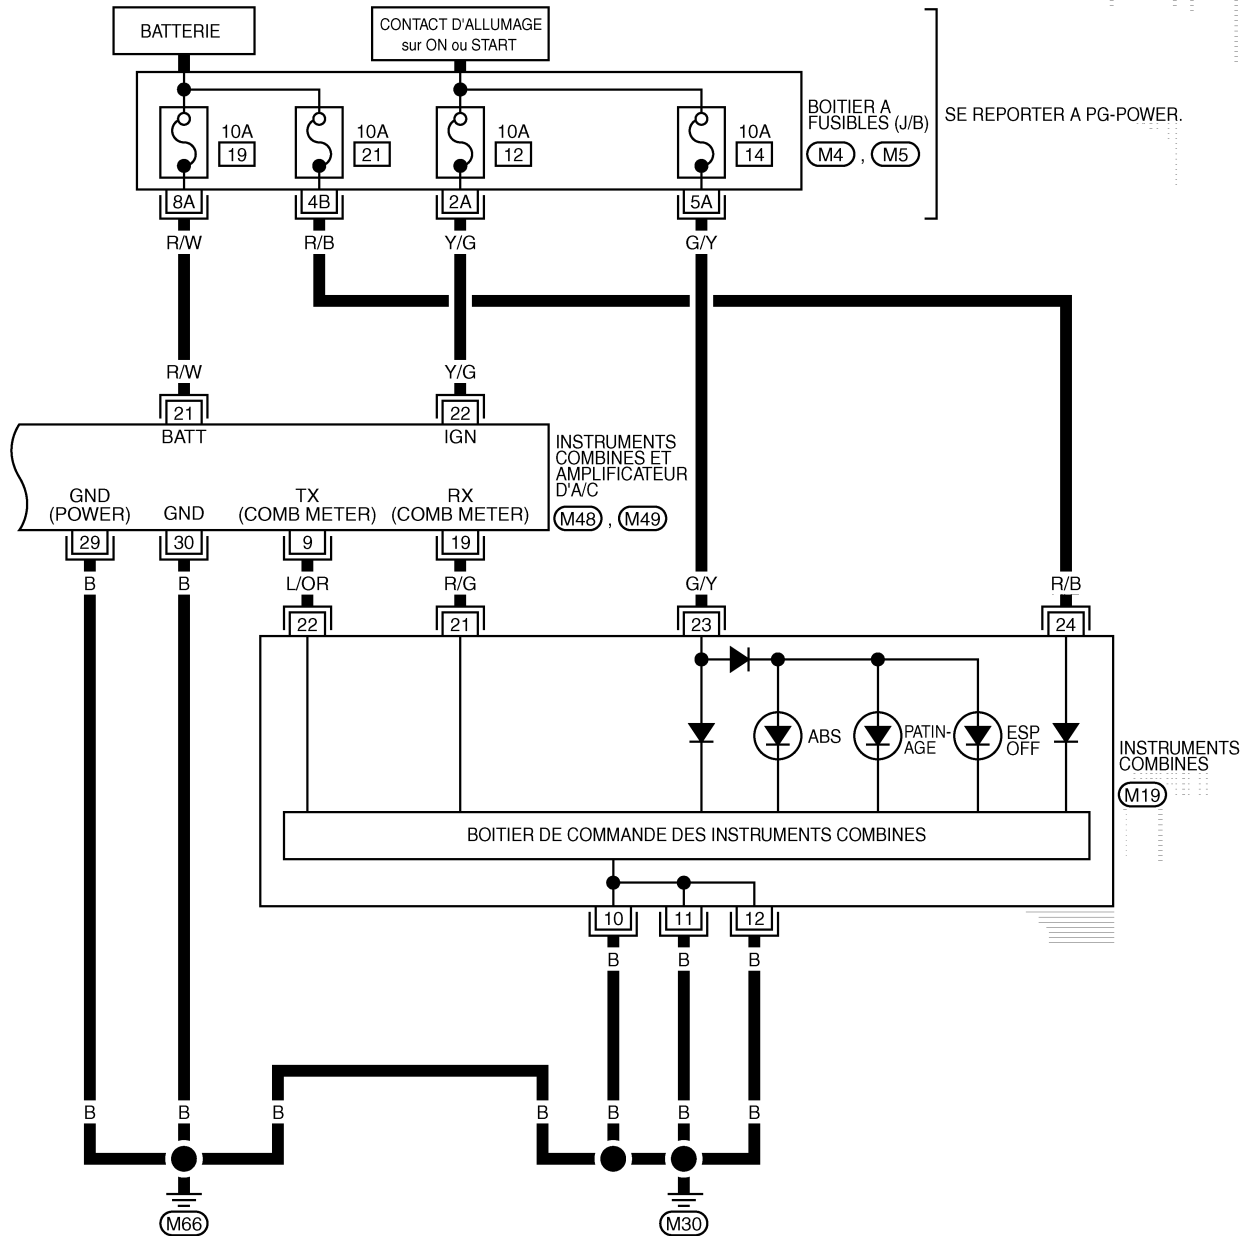 BATTERIE
CONTACT D'ALLUMAGE
sur ON ou START
10A
19
10A
21
10A
12
10A
14
BOITIER A
FUSIBLES (J/B)
M4 , M5
SE REPORTER A PG-POWER.
8A
4B
2A
5A
R/W
R/B
Y/G
G/Y
R/W
Y/G
21
22
BATT
IGN
INSTRUMENTS
COMBINES ET
AMPLIFICATEUR
D'A/C
M48 , M49
GND
(POWER)
GND
TX
(COMB METER)
RX
(COMB METER)
29
30
9
19
B
B
L/OR
R/G
G/Y
R/B
22
21
23
24
ABS
PATIN-
AGE
ESP
OFF
INSTRUMENTS
COMBINES
M19
BOITIER DE COMMANDE DES INSTRUMENTS COMBINES
10
11
12
B
B
B
B
B
B
B
B
B
B
M66
M30